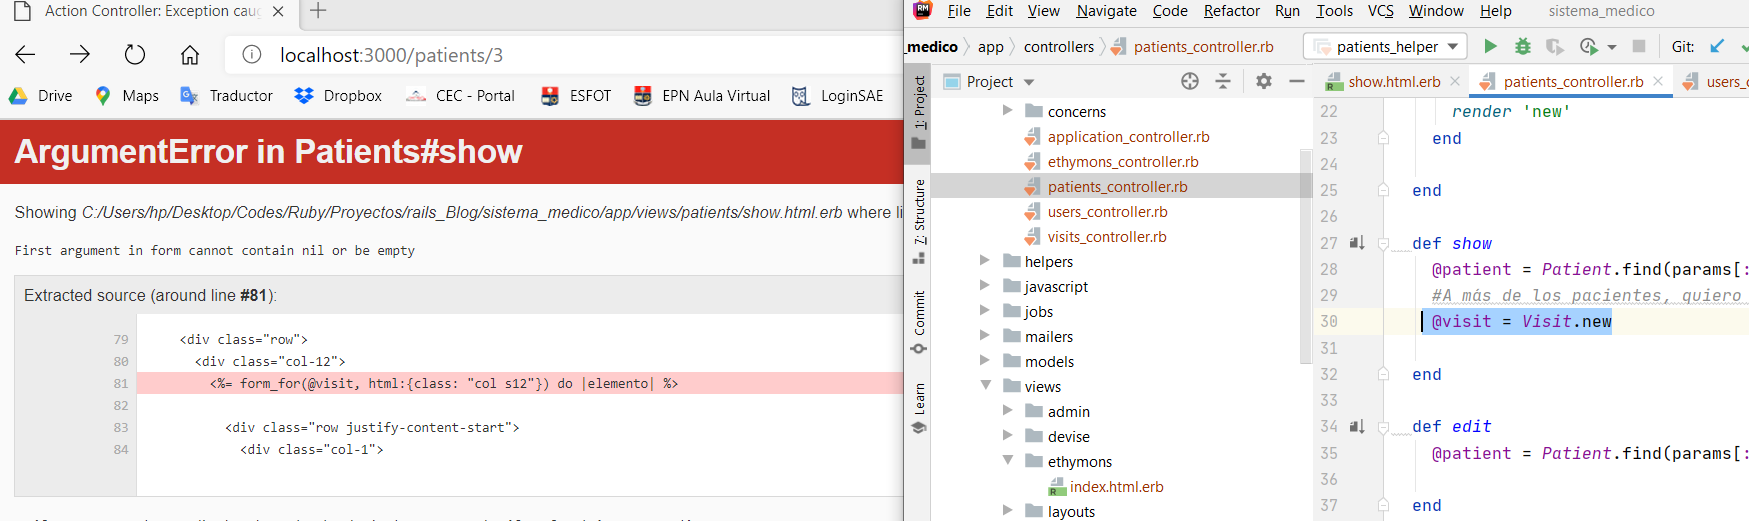 Action Controller: Exception caug
localhost:3000/patients/3
Drive Maps Traductor Dropbox CEC - Portal ESFOT EPN Aula Virtual LoginSAE
ArgumentError in Patients#show
Showing C:/Users/hp/Desktop/Codes/Ruby/Proyectos/rails_Blog/sistema_medico/app/views/patients/show.html.erb where li
First argument in form cannot contain nil or be empty
Extracted source (around line #81):
79 <div class="row">
80 <div class="col-12">
81 <%= form_for(@visit, html:{class: "col s12"}) do |elemento| %>
82
83 <div class="row justify-content-start">
84 <div class="col-1">
File Edit View Navigate Code Refactor Run Tools VCS Window Help sistema_medico
_medico app controllers patients_controller.rb patients_helper Git:
1: Project
7: Structure
Commit
Learn
Project
concerns
application_controller.rb
ethymons_controller.rb
patients_controller.rb
users_controller.rb
visits_controller.rb
helpers
javascript
jobs
mailers
models
views
admin
devise
ethymons
index.html.erb
layouts
show.html.erb patients_controller.rb users_c
22 render 'new'
23 end
24
25 end
26
27 def show
28 @patient = Patient.find(params[:
29 #A más de los pacientes, quiero
30 @visit = Visit.new
31
32 end
33
34 def edit
35 @patient = Patient.find(params[:
36
37 end